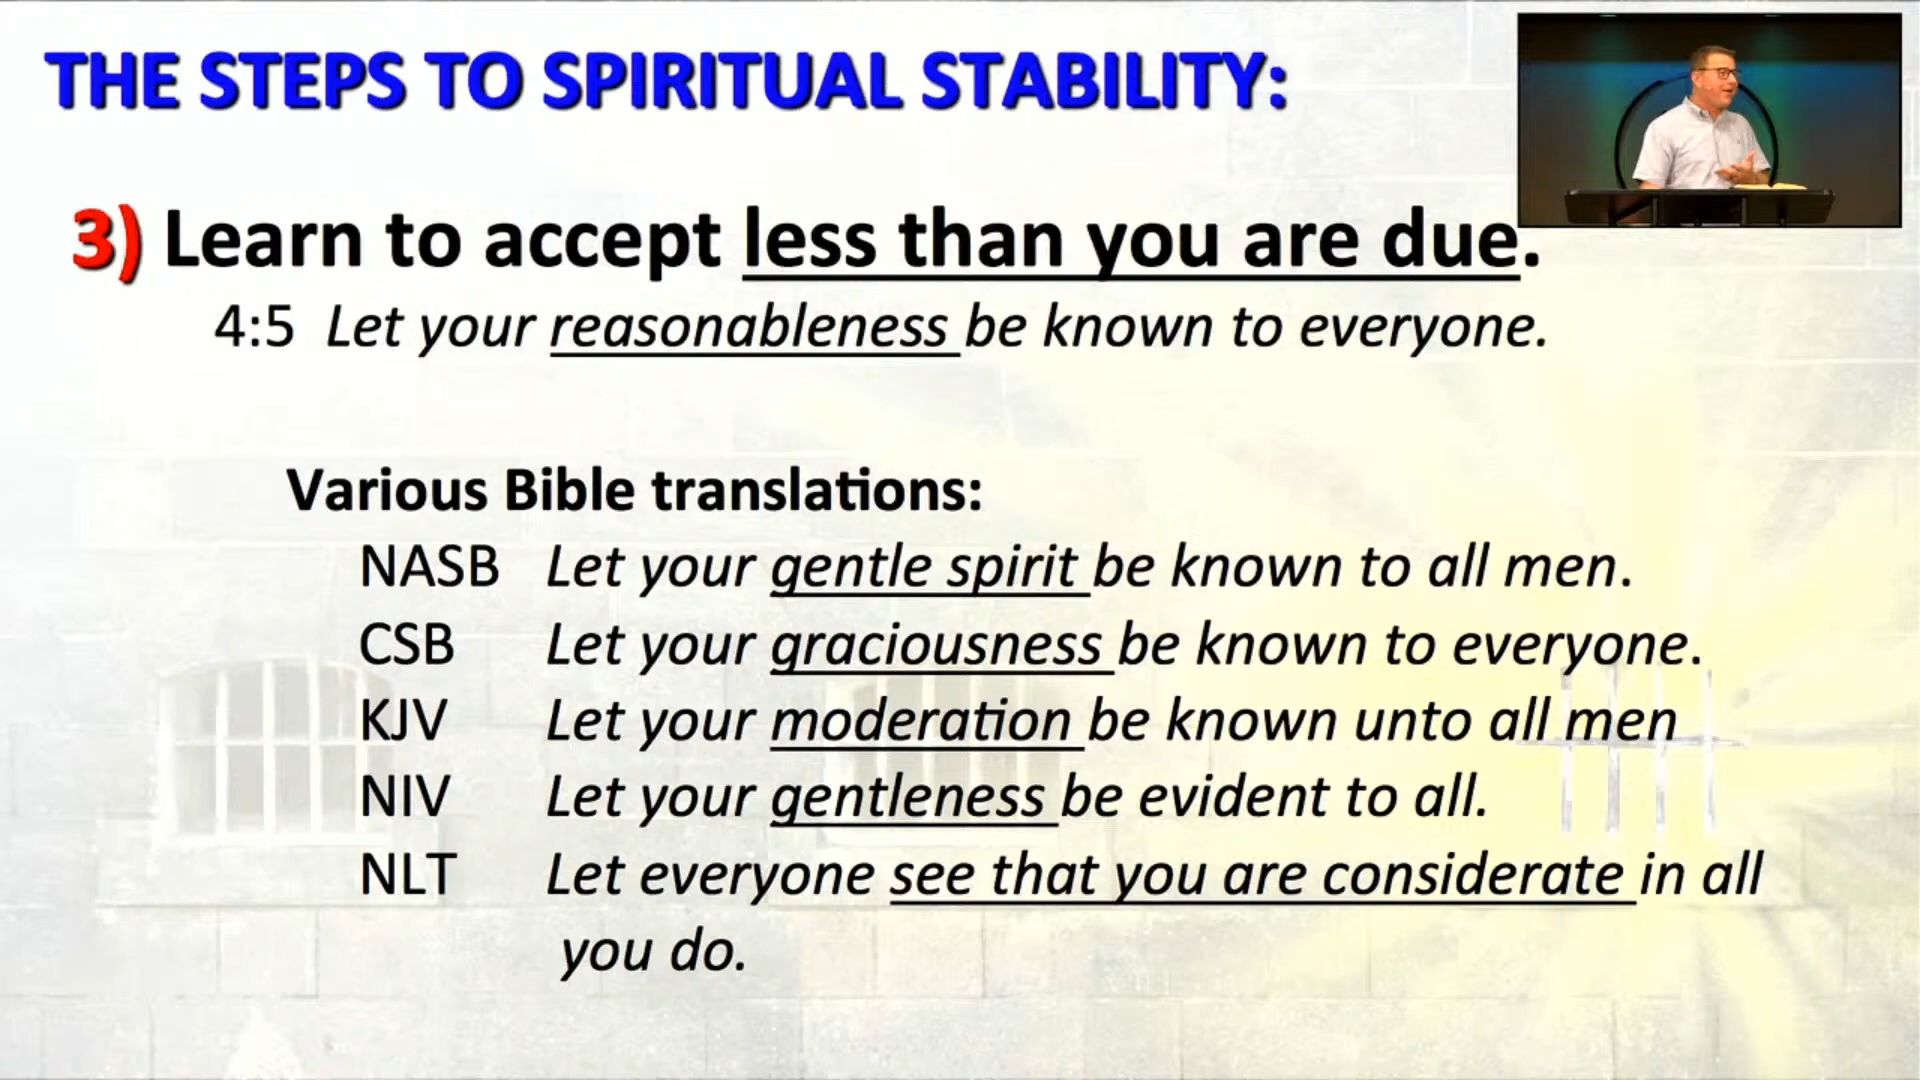 THE STEPS TO SPIRITUAL STABILITY:
3) Learn to accept less than you are due.
4:5 Let your reasonableness be known to everyone.
Various Bible translations:
NASB Let your gentle spirit be known to all men.
CSB Let your graciousness be known to everyone.
KJV Let your moderation be known unto all men
NIV Let your gentleness be evident to all.
NLT Let everyone see that you are considerate in all
you do.